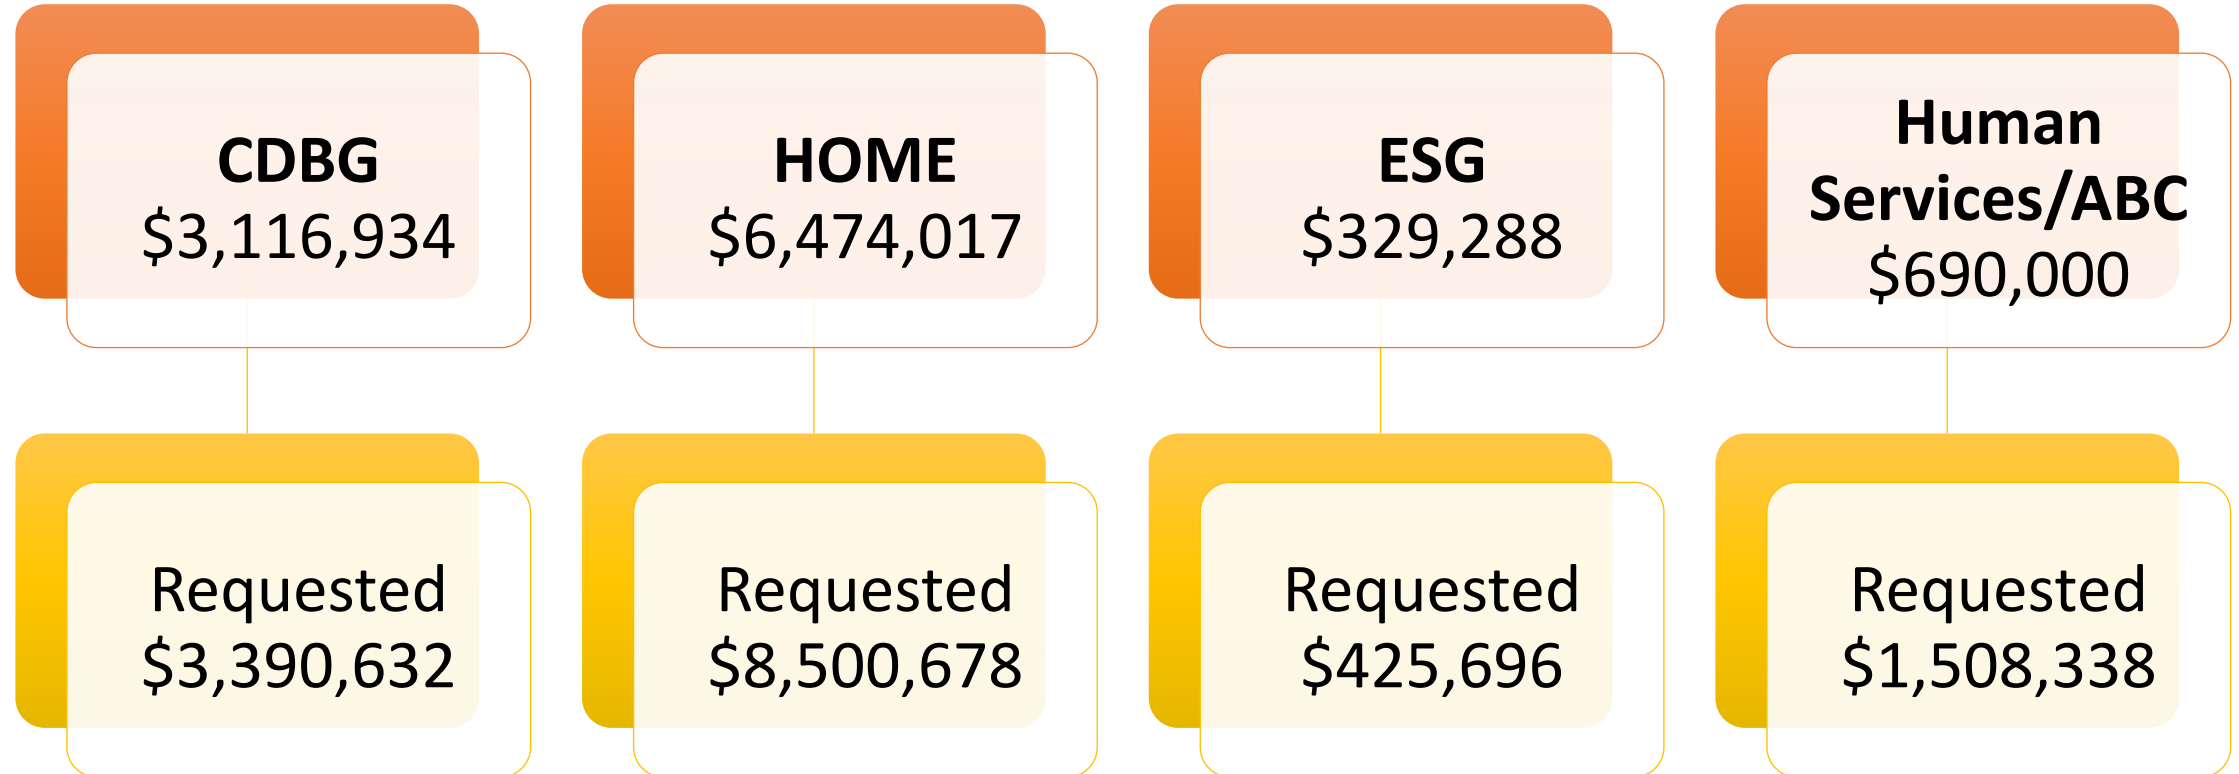 CDBG
$3,116,934
HOME
$6,474,017
ESG
$329,288
Human
Services/ABC
$690,000
Requested
$3,390,632
Requested
$8,500,678
Requested
$425,696
Requested
$1,508,338